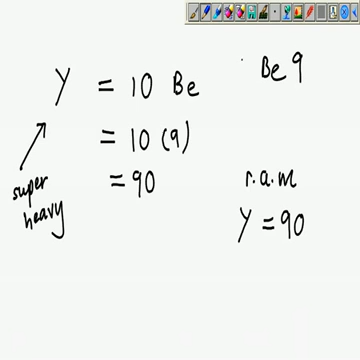 Y = 10 Be
Be 9
= 10 (9)
= 90
super heavy
r.a.m
Y = 90